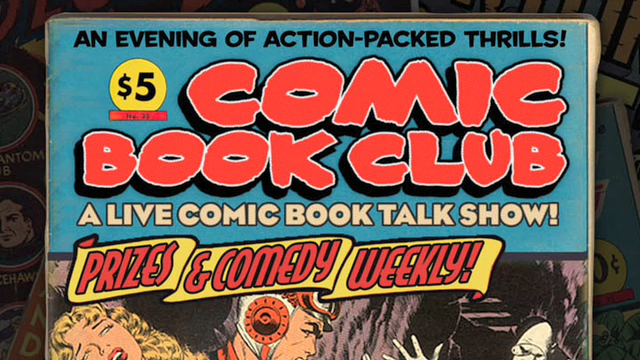 AN EVENING OF ACTION-PACKED THRILLS!
$5
COMIC
BOOK CLUB
A LIVE COMIC BOOK TALK SHOW!
PRIZES & COMEDY WEEKLY!